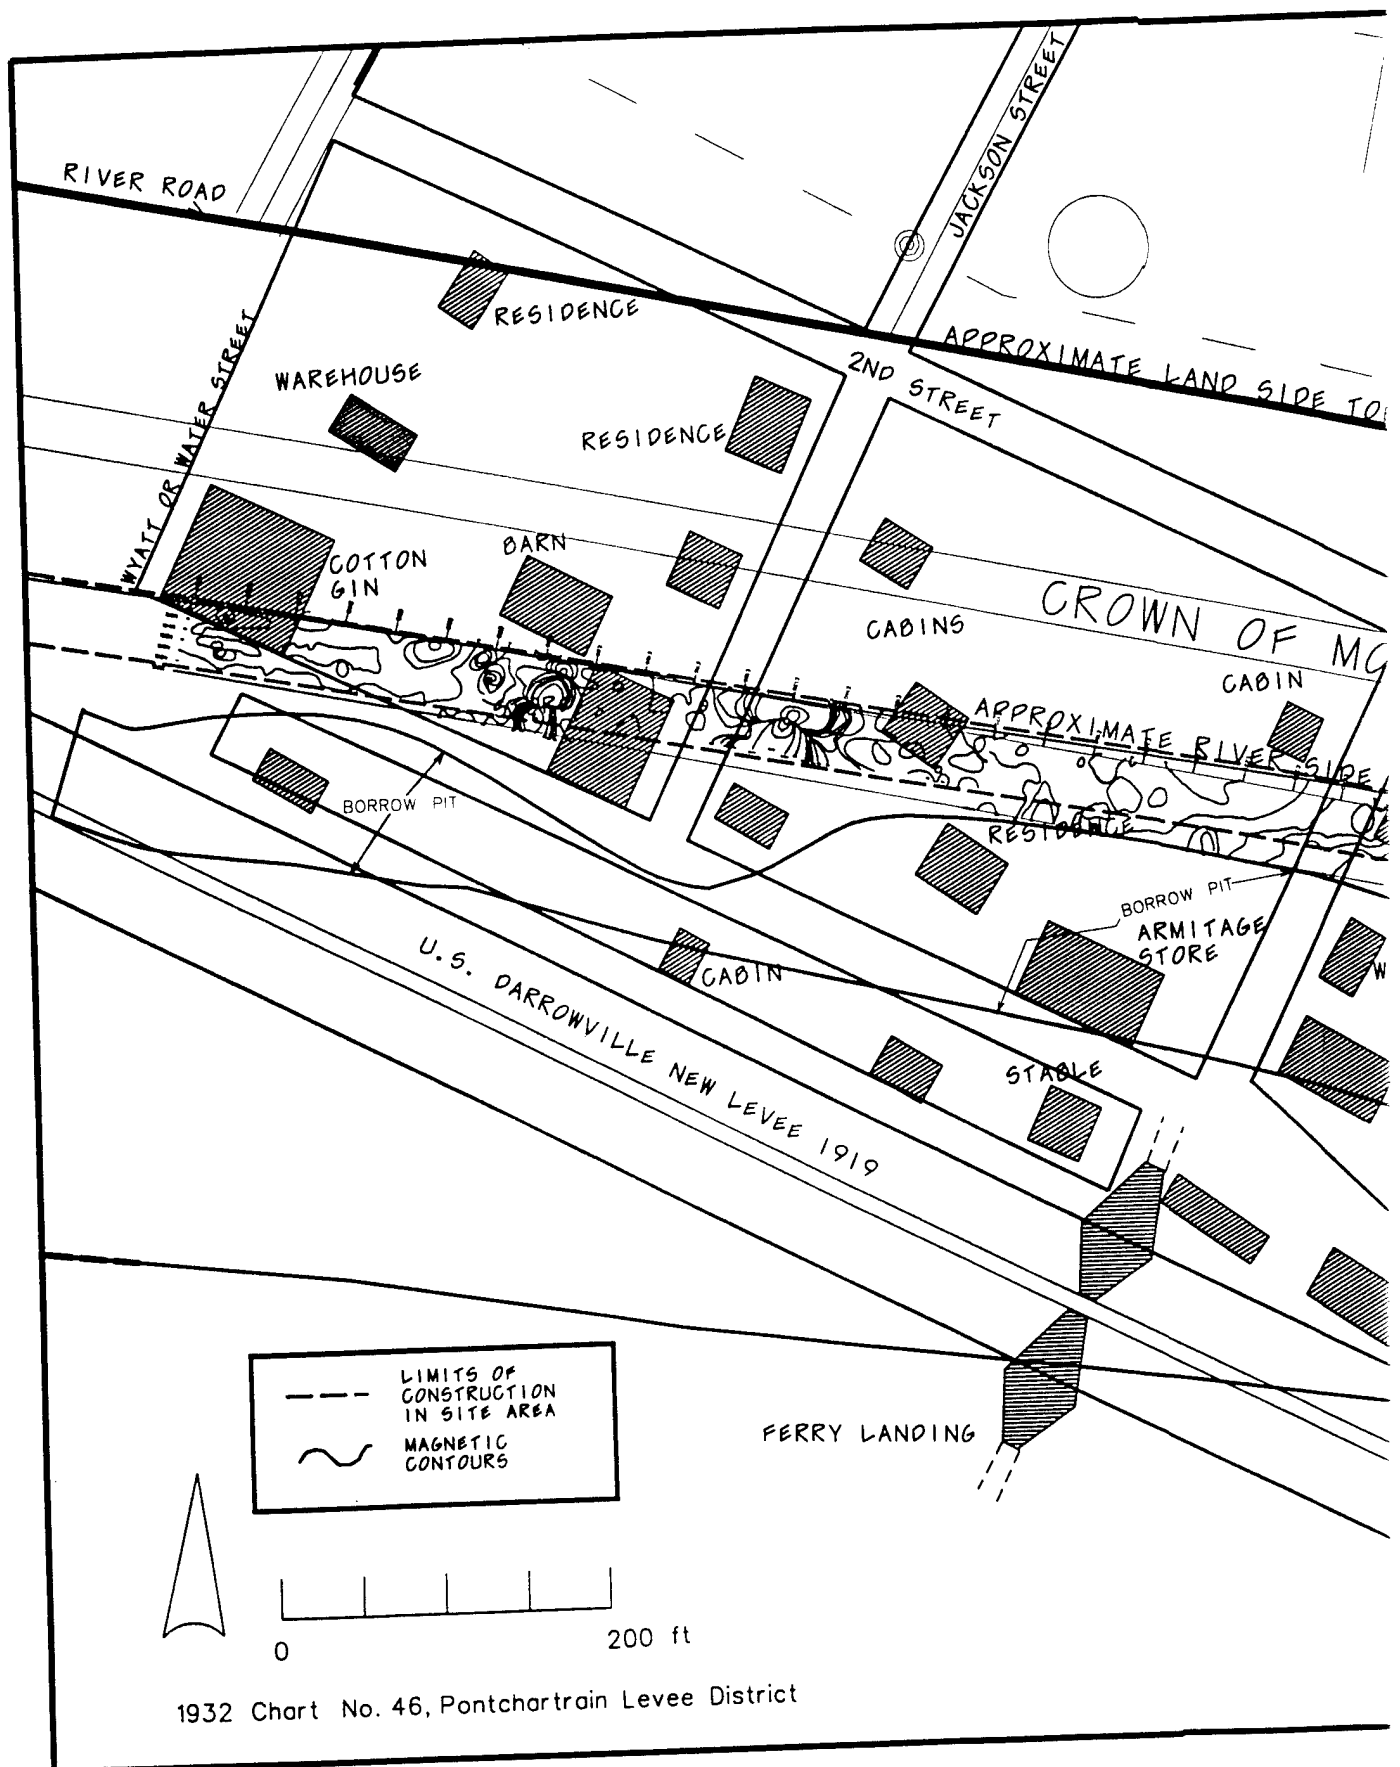 JACKSON STREET
RIVER ROAD
RESIDENCE
APPROXIMATE LAND SIDE TO
2ND STREET
WAREHOUSE
WYATT OR WATER STREET
RESIDENCE
BARN
COTTON
GIN
CROWN OF MO
CABINS
CABIN
APPROXIMATE RIVER SIDE
BORROW PIT
RESIDENCE
BORROW PIT
ARMITAGE
STORE
W
U.S. DARROWVILLE NEW LEVEE 1919
CABIN
STABLE
LIMITS OF
CONSTRUCTION
IN SITE AREA
MAGNETIC
CONTOURS
FERRY LANDING
0
200 ft
1932 Chart No. 46, Pontchartrain Levee District